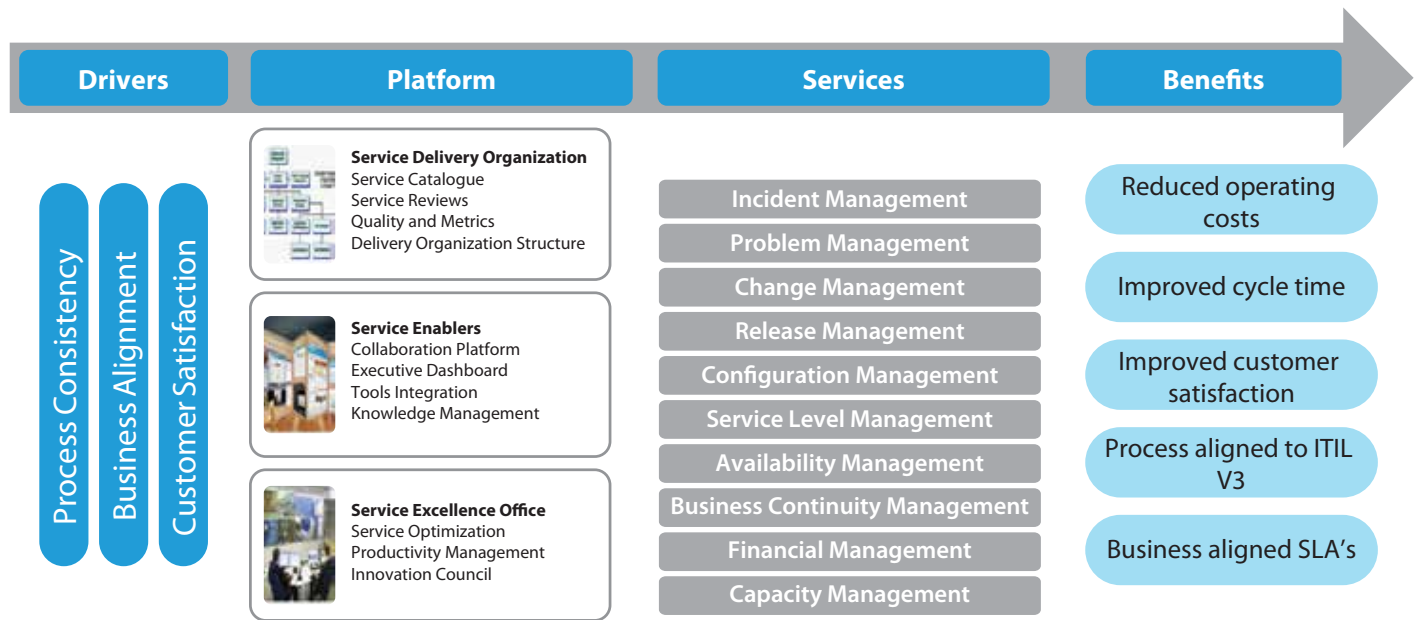 Drivers
Platform
Services
Benefits
Process Consistency
Business Alignment
Customer Satisfaction
Service Delivery Organization
Service Catalogue
Service Reviews
Quality and Metrics
Delivery Organization Structure
Service Enablers
Collaboration Platform
Executive Dashboard
Tools Integration
Knowledge Management
Service Excellence Office
Service Optimization
Productivity Management
Innovation Council
Incident Management
Problem Management
Change Management
Release Management
Configuration Management
Service Level Management
Availability Management
Business Continuity Management
Financial Management
Capacity Management
Reduced operating
costs
Improved cycle time
Improved customer
satisfaction
Process aligned to ITIL
V3
Business aligned SLA’s